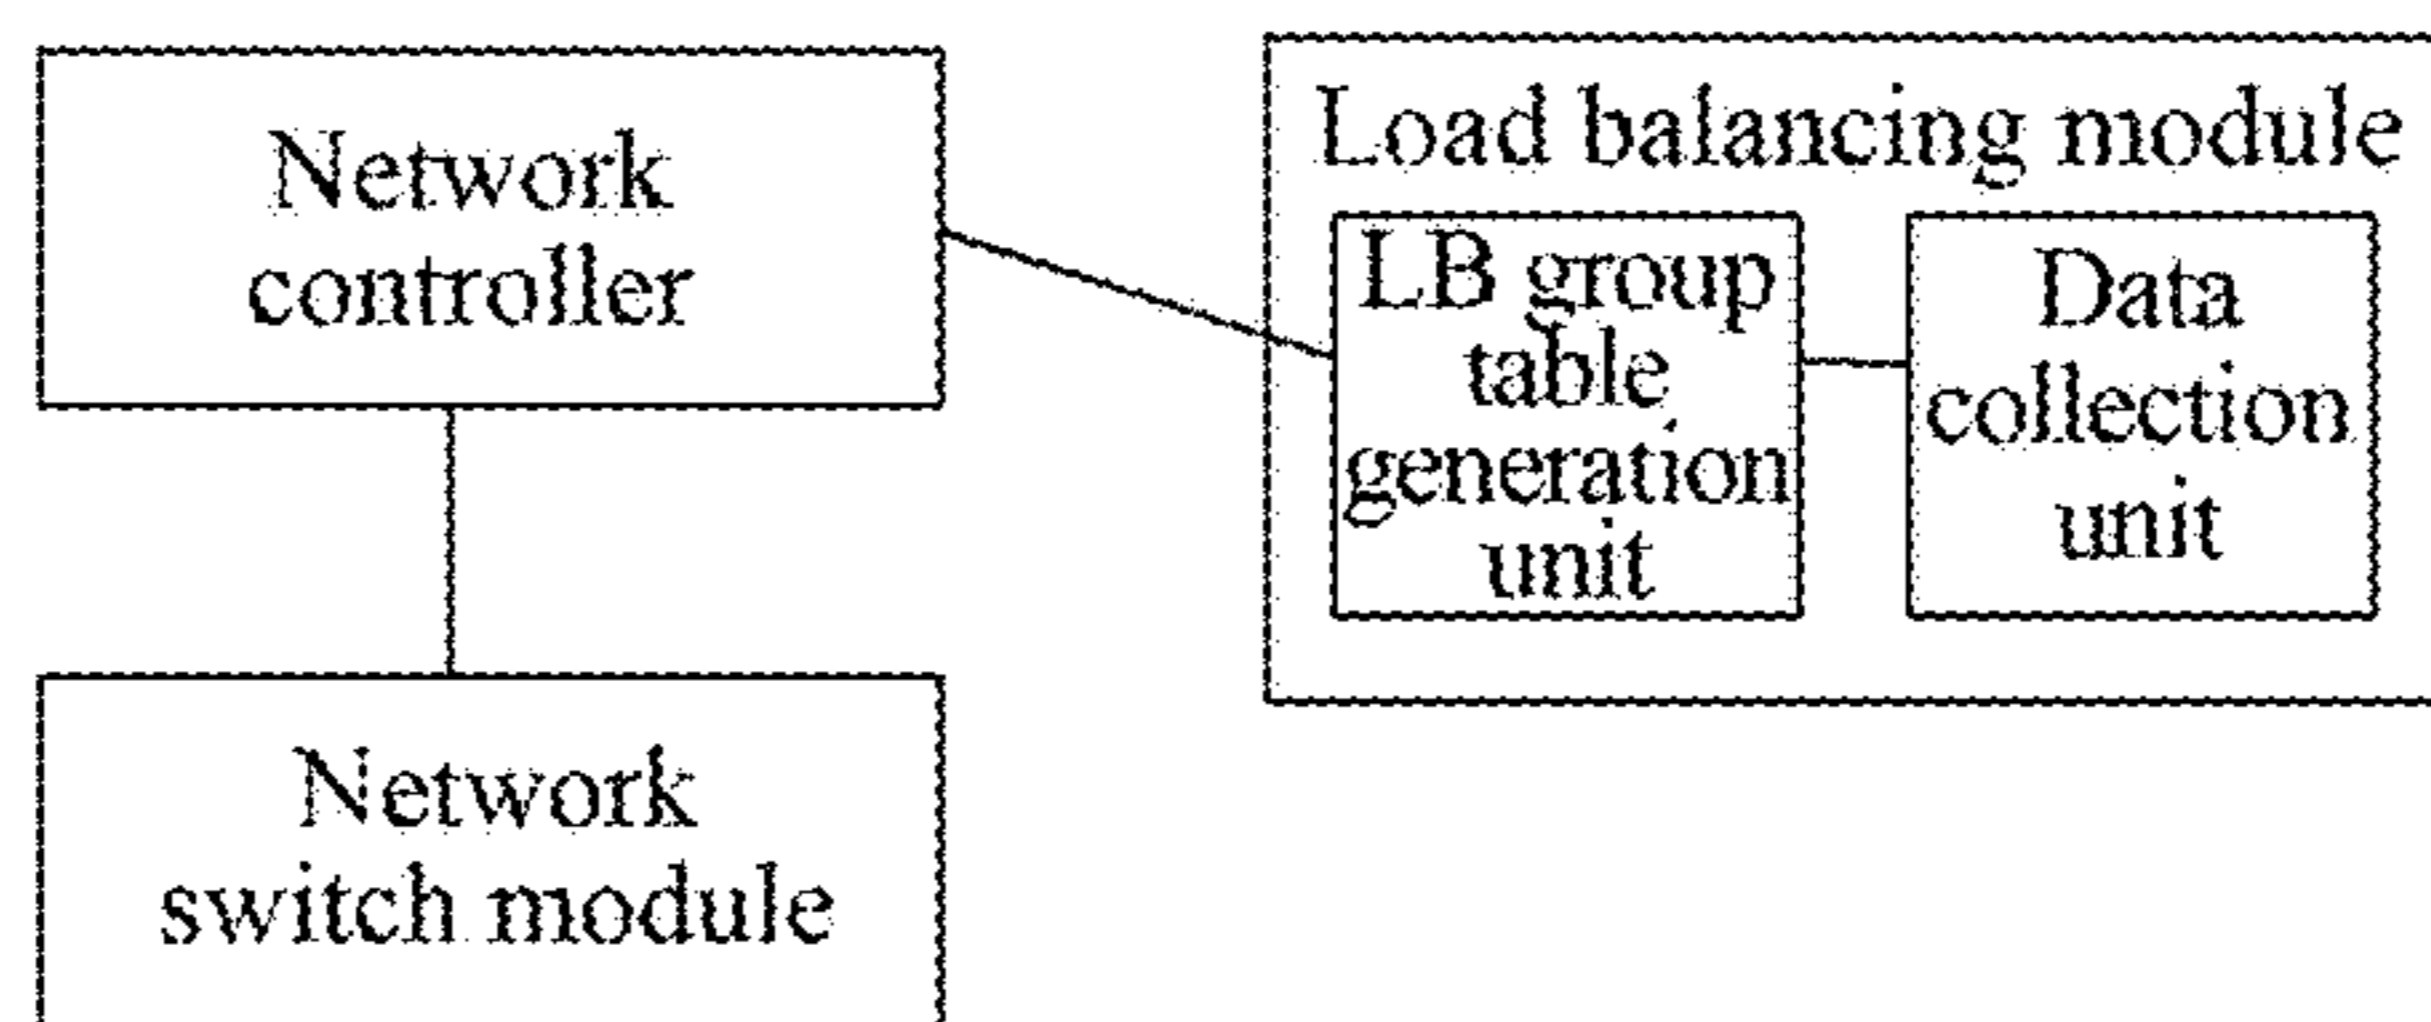 Network
controller
Load balancing module
LB group
table
generation
unit
Data
collection
unit
Network
switch module